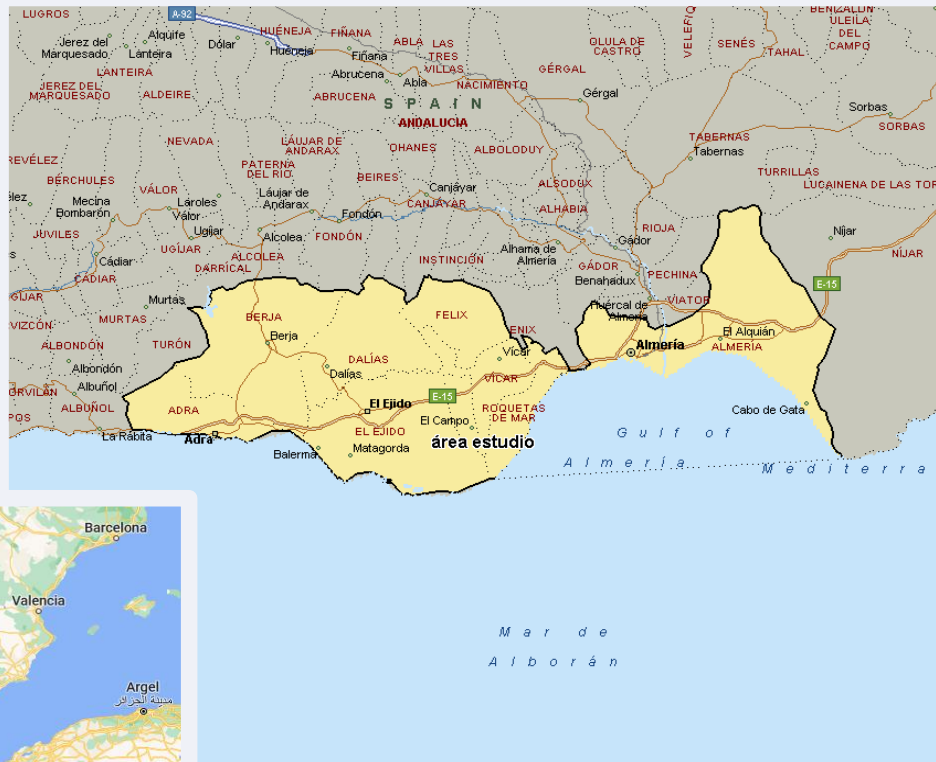 LUGROS
A-92
BENIZALÓN
ULEILA
DEL
CAMPO
Jerez del
Marquesado
Alquife
Lanteira
Dólar
HUÉNEJA
Huéneja
FIÑANA
Fiñana
ABLA
LAS
TRES
VILLAS
OLULA DE
CASTRO
SENÉS
TAHAL
LANTEIRA
JEREZ DEL
MARQUESADO
ALDEIRE
Abrucena
ABRUCENA
Abla
NACIMIENTO
GÉRGAL
Gérgal
SPAIN
ANDALUCÍA
Sorbas
SORBAS
NEVADA
LÁUJAR DE
ANDARAX
OHANES
ALBOLODUY
TABERNAS
Tabernas
PATERNA
DEL RIO
BEIRES
TURRILLAS
LUCAINENA DE LAS TOR
BERCHULES
VÁLOR
Canjáyar
CANJÁYAR
ALSODUX
ALHABIA
Mecina
Bombarón
Laroles
Válor
Láujar de
Andarax
Fondón
JUVILES
Ugíjar
UGÍJAR
Alcolea
ALCOLEA
FONDÓN
Alhama de
Almería
Gádor
RIOJA
Níjar
NÍJAR
Cádiar
CÁDIAR
DARRÍCAL
INSTINCIÓN
GÁDOR
Benahadux
PECHINA
E-15
Murtas
MURTAS
BERJA
Berja
FELIX
ENIX
Huércal de
Almería
VIATOR
El Alquián
ALMERÍA
Almería
TURÓN
ALBONDÓN
Albondón
DALÍAS
Dalías
Vícar
VÍCAR
E-15
Albuñol
ALBUÑOL
ADRA
El Ejido
EL EJIDO
El Campo
ROQUETAS
DE MAR
Cabo de Gata
La Rábita
Adra
Balerma
Matagorda
área estudio
Gulf of
Almería
Mediterra
Mar de
Alborán
Barcelona
Valencia
Argel
مدينة الجزائر